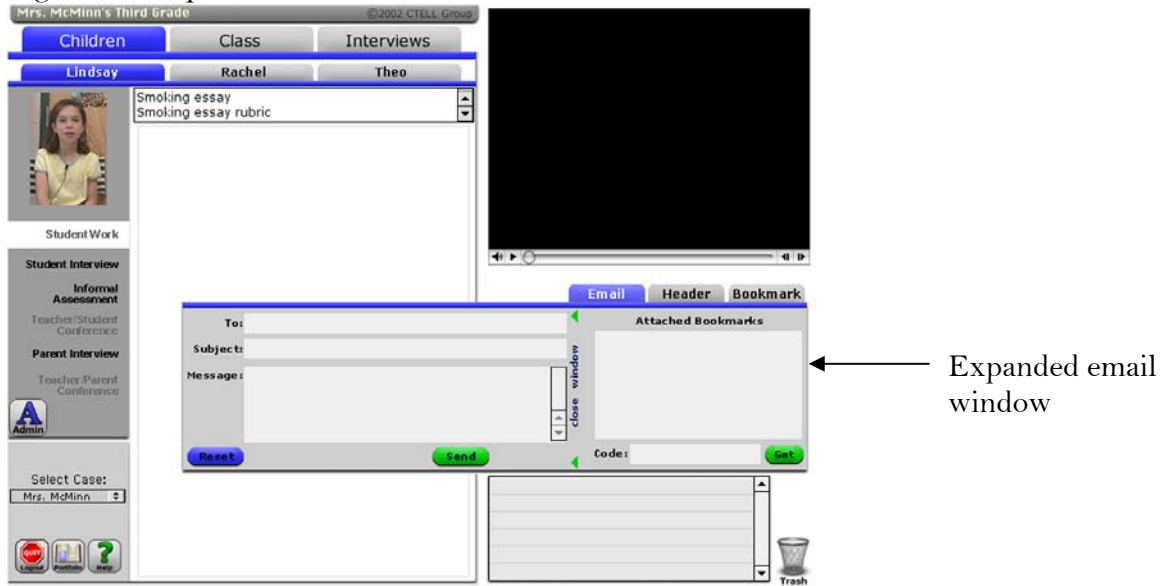 Mrs. McMinn's Third Grade ©2002 CTELL Group
Children Class Interviews
Lindsay Rachel Theo
Smoking essay
Smoking essay rubric
Student Work
Student Interview
Informal
Assessment
Teacher/Student
Conference
Parent Interview
Teacher/Parent
Conference
Admin
Select Case:
Mrs. McMinn
QUIT
Logout Portfolio Help
Email Header Bookmark
To:
Subject:
Message:
Reset
Send
close window
Attached Bookmarks
Code:
Get
Trash
Expanded email
window